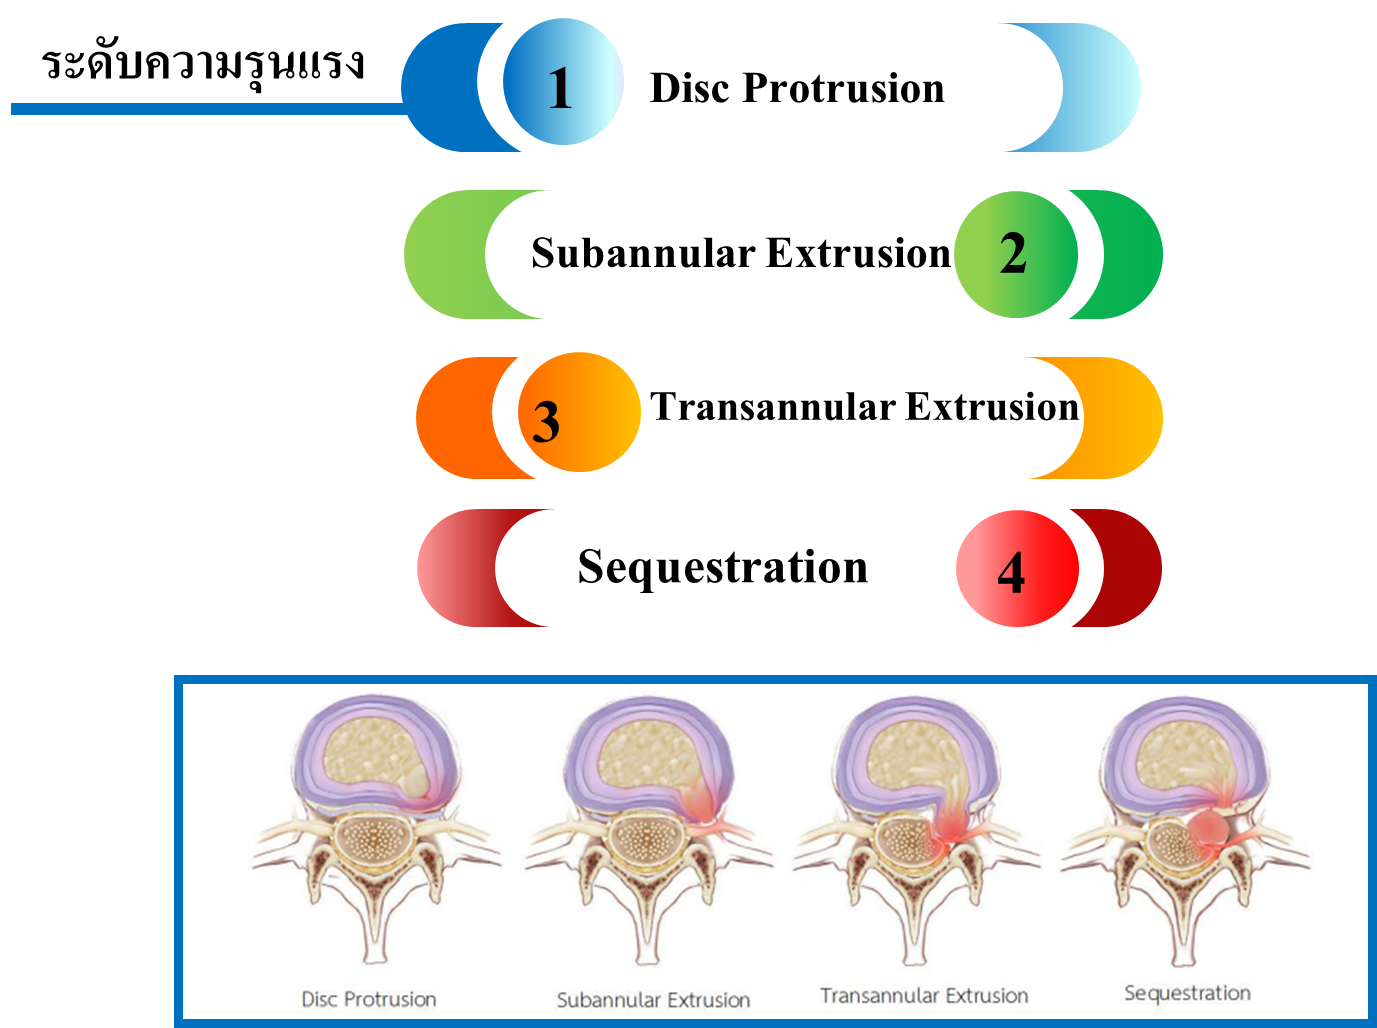 ระดับความรุนแรง
1 Disc Protrusion
Subannular Extrusion 2
3 Transannular Extrusion
Sequestration 4
Disc Protrusion
Subannular Extrusion
Transannular Extrusion
Sequestration